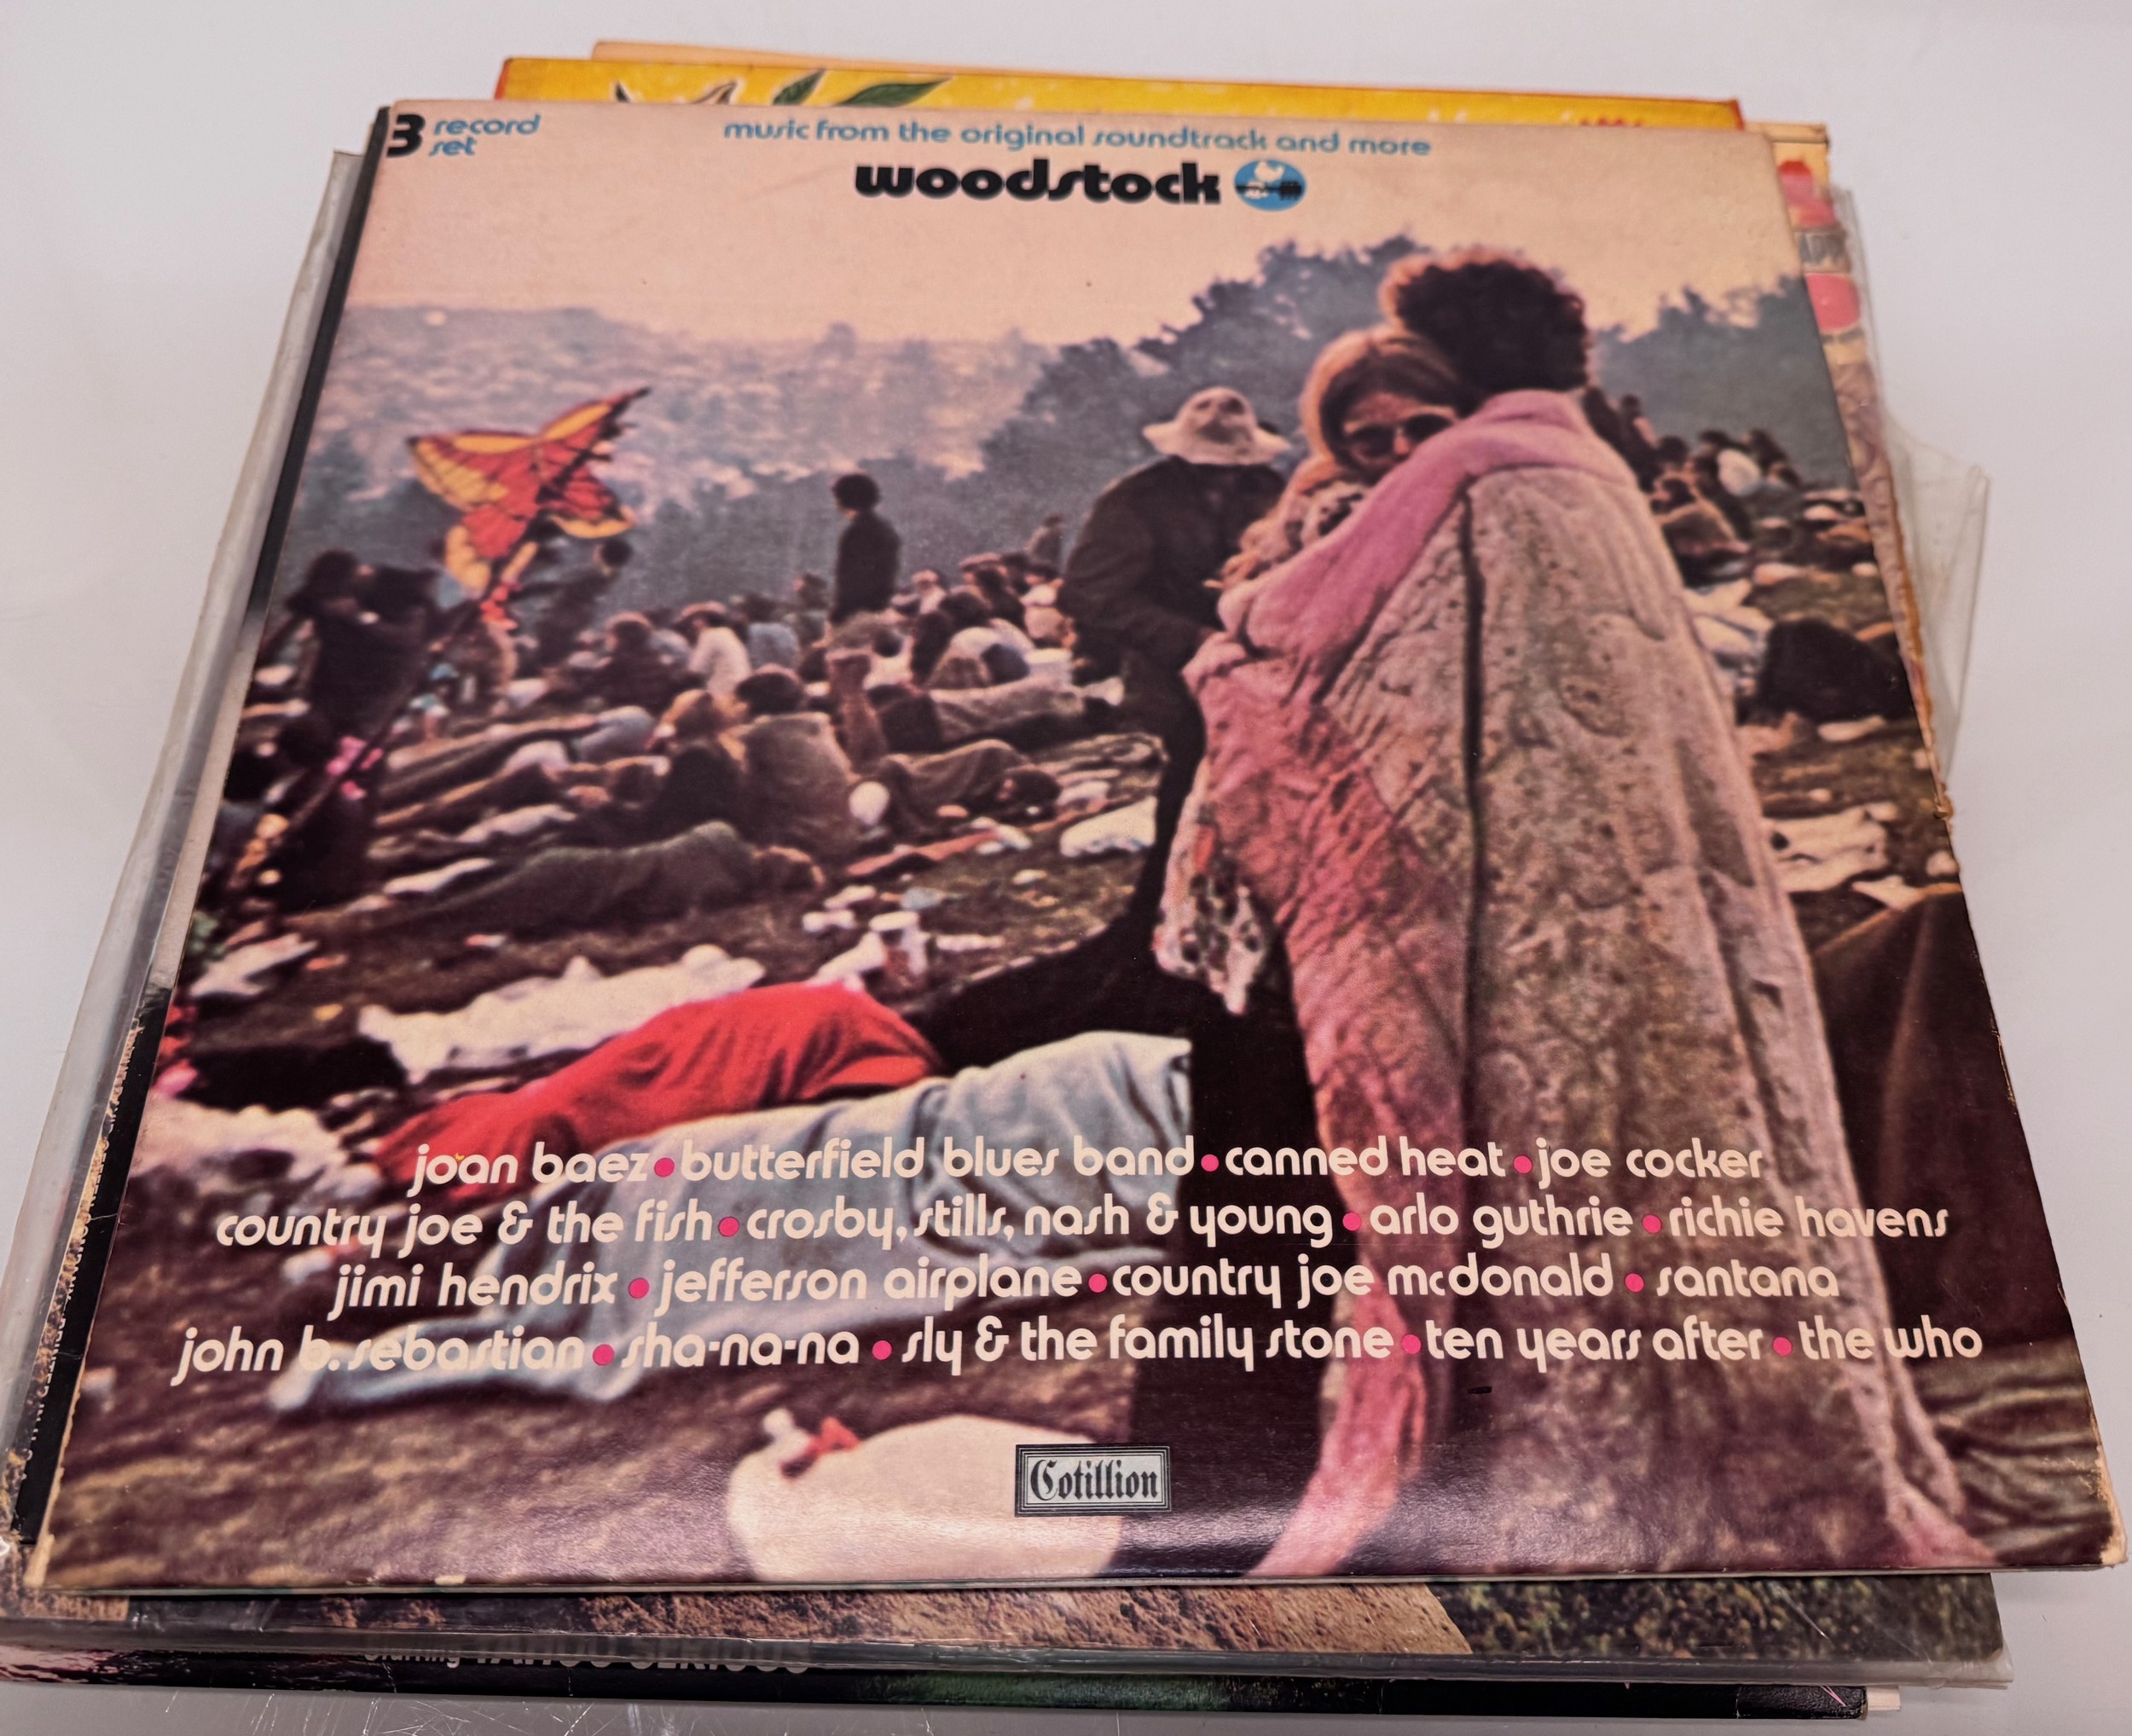 3 record
set
music from the original soundtrack and more
woodstock
joan baez • butterfield blues band • canned heat • joe cocker
country joe & the fish • crosby, stills, nash & young • arlo guthrie • richie havens
jimi hendrix • jefferson airplane • country joe mcdonald • santana
john b. sebastian • sha-na-na • sly & the family stone • ten years after • the who
Cotillion